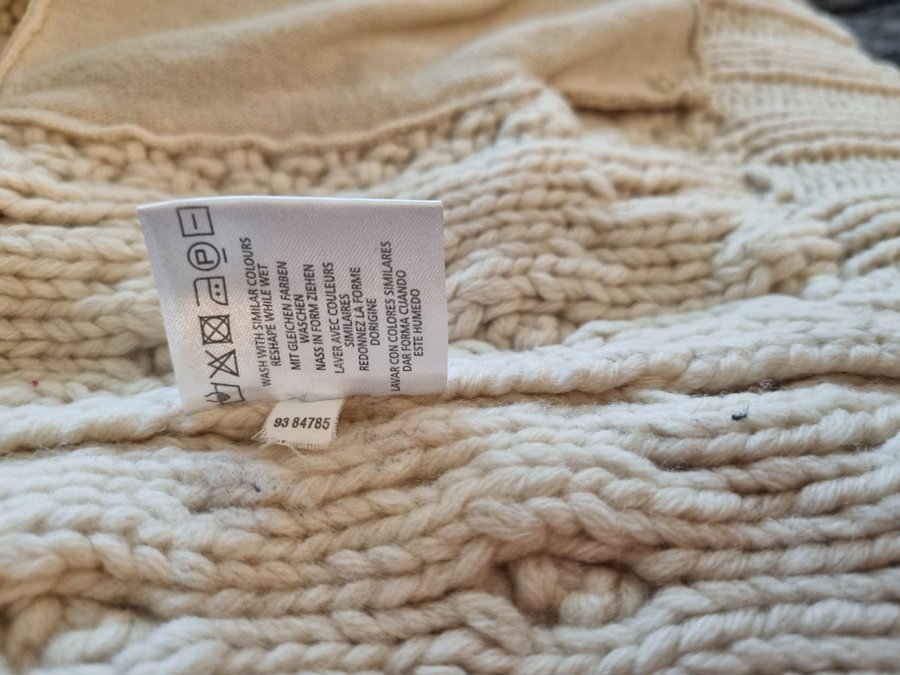 WASH WITH SIMILAR COLOURS
RESHAPE WHILE WET
MIT GLEICHEN FARBEN
WASCHEN
NASS IN FORM ZIEHEN
LAVER AVEC COULEURS
SIMILAIRES
REDONNEZ LA FORME
DORIGINE
LAVAR CON COLORES SIMILARES
DAR FORMA CUANDO
ESTE HUMEDO
P
93 84785